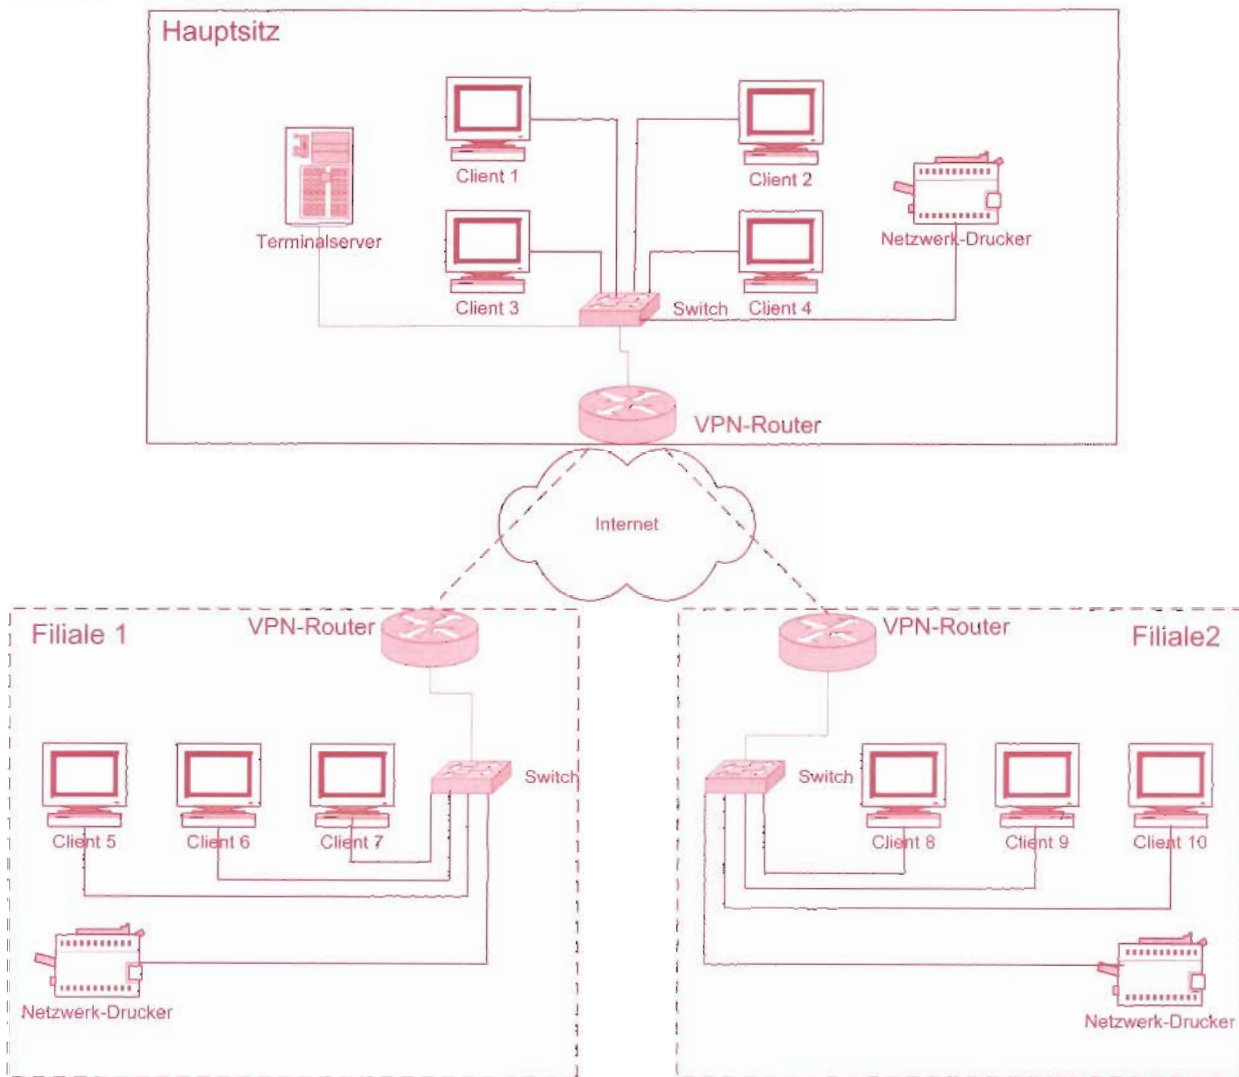 Hauptsitz
Client 1
Client 2
Terminalserver
Netzwerk-Drucker
Client 3
Switch
Client 4
VPN-Router
Internet
Filiale 1
VPN-Router
VPN-Router
Filiale2
Switch
Switch
Client 5
Client 6
Client 7
Client 8
Client 9
Client 10
Netzwerk-Drucker
Netzwerk-Drucker